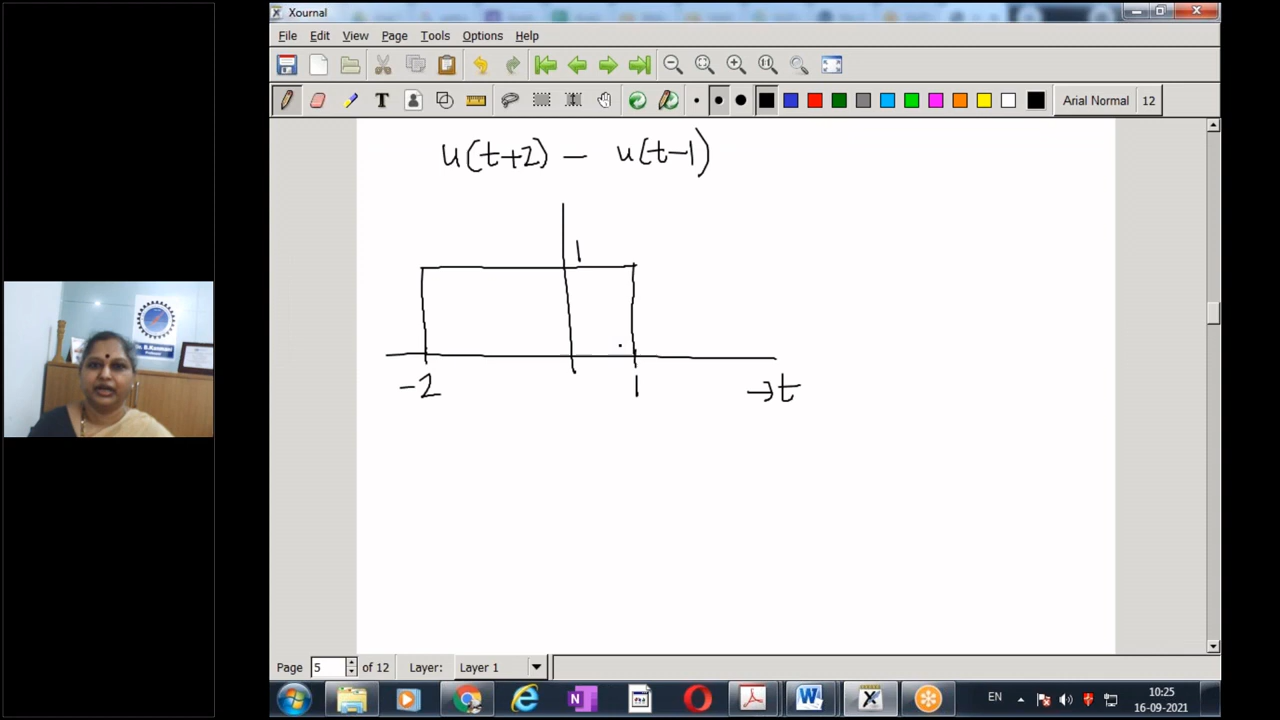 Xournal
File Edit View Page Tools Options Help
Arial Normal 12
u(t+2) – u(t–1)
1
–2 1 →t
Page 5 of 12 Layer: Layer 1
EN 10:25
16-09-2021